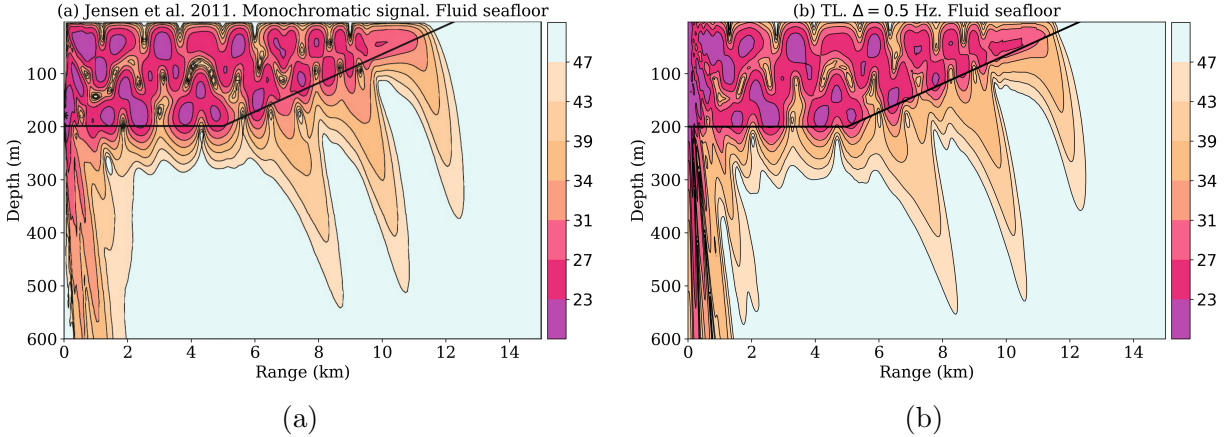 (a) Jensen et al. 2011. Monochromatic signal. Fluid seafloor
100
200
300
400
500
600
Depth (m)
0 2 4 6 8 10 12 14
Range (km)
47
43
39
34
31
27
23
(a)
(b) TL. Δ = 0.5 Hz. Fluid seafloor
100
200
300
400
500
600
Depth (m)
0 2 4 6 8 10 12 14
Range (km)
47
43
39
34
31
27
23
(b)